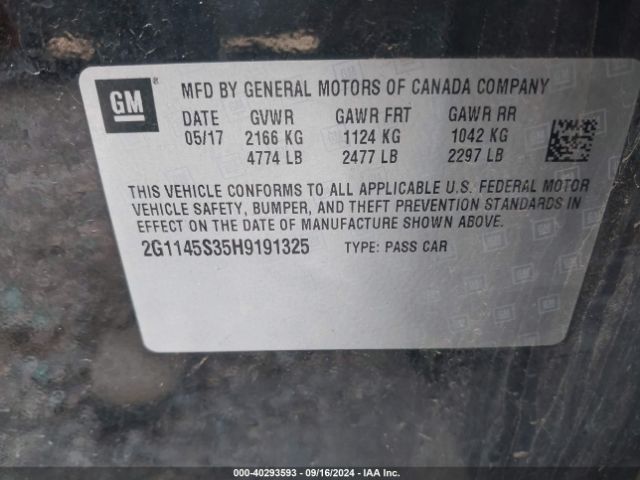 GM ® MFD BY GENERAL MOTORS OF CANADA COMPANY
DATE GVWR GAWR FRT GAWR RR
05/17 2166 KG 1124 KG 1042 KG
4774 LB 2477 LB 2297 LB
THIS VEHICLE CONFORMS TO ALL APPLICABLE U.S. FEDERAL MOTOR
VEHICLE SAFETY, BUMPER, AND THEFT PREVENTION STANDARDS IN
EFFECT ON THE DATE OF MANUFACTURE SHOWN ABOVE.
2G1145S35H9191325 TYPE: PASS CAR
000-40293593 - 09/16/2024 - IAA Inc.